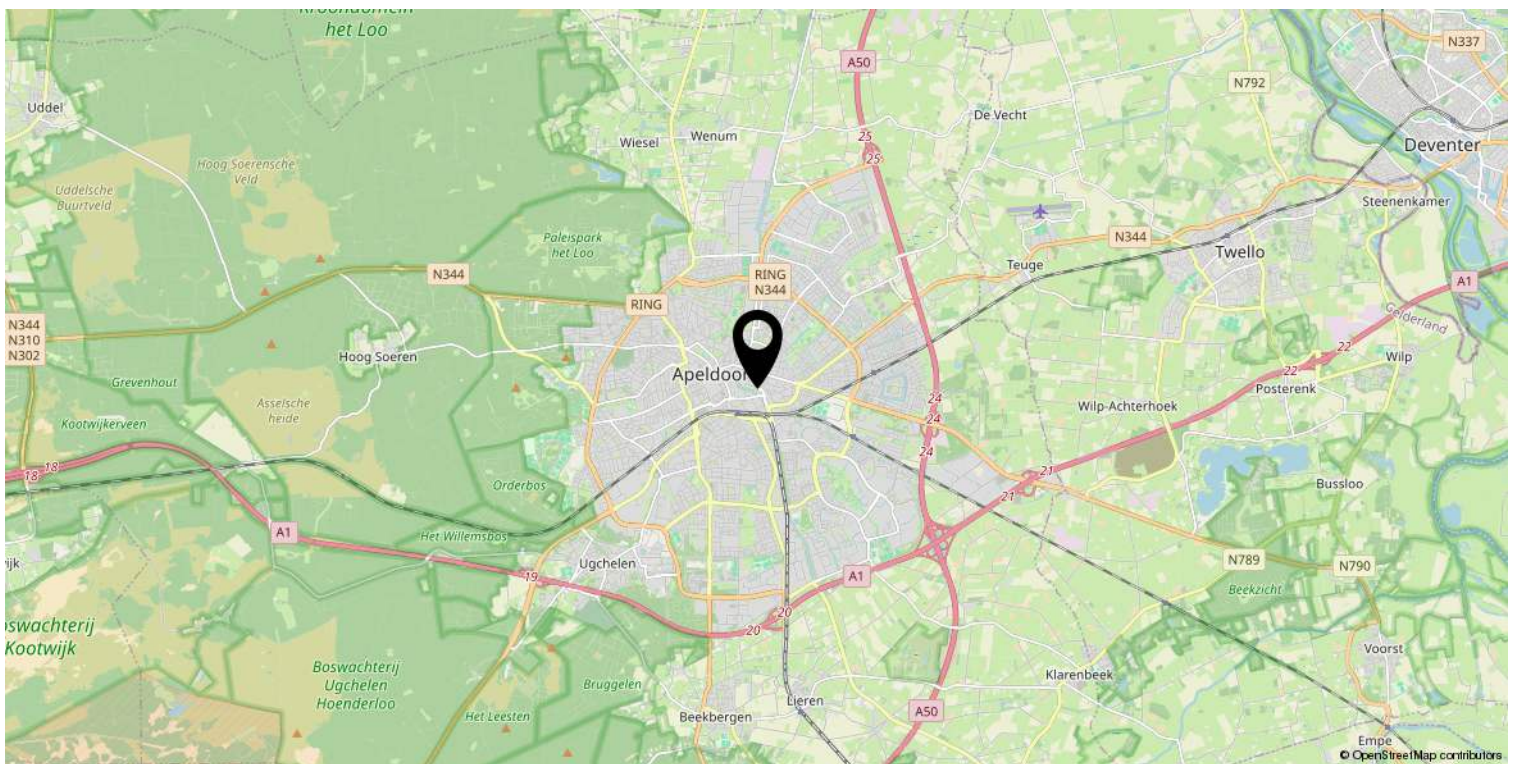 Kroondomein
het Loo
A50
N337
N792
Uddel
De Vecht
Wiesel
Wenum
25
25
Deventer
Hoog Soerensche
Veld
Uddelsche
Buurtveld
Steenenkamer
Paleispark
het Loo
N344
Twello
Teuge
N344
RING
N344
A1
RING
Gelderland
N344
N310
N302
Hoog Soeren
22
Wilp
22
Posterenk
Apeldoor
Grevenhout
Asselsche
heide
24
24
24
Wilp-Achterhoek
Kootwijkerveen
18
18
21
21
Bussloo
Orderbos
A1
Het Willemsbos
ijk
Ugchelen
19
A1
N789
N790
Beekzicht
20
20
oswachterij
Kootwijk
Boswachterij
Ugchelen
Hoenderloo
Voorst
Bruggelen
Klarenbeek
Lieren
Het Leesten
Beekbergen
A50
Empe
© OpenStreetMap contributors